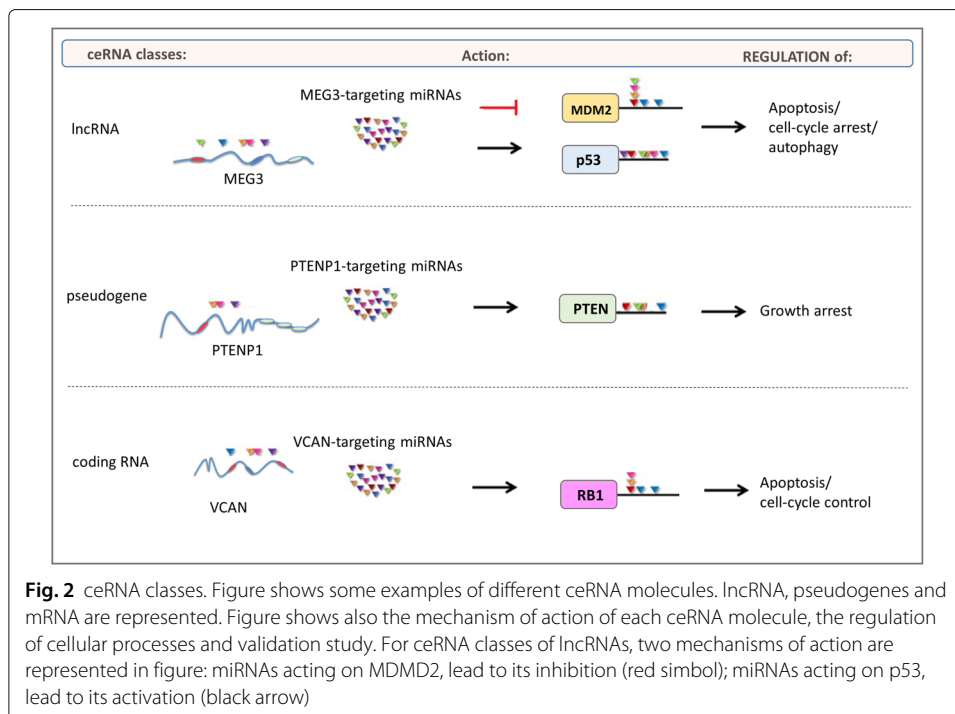 ceRNA classes: Action: REGULATION of:
MEG3-targeting miRNAs
MDM2
lncRNA
Apoptosis/
cell-cycle arrest/
autophagy
p53
MEG3
PTENP1-targeting miRNAs
pseudogene
PTEN
Growth arrest
PTENP1
VCAN-targeting miRNAs
coding RNA
RB1
Apoptosis/
cell-cycle control
VCAN
Fig. 2 ceRNA classes. Figure shows some examples of different ceRNA molecules. lncRNA, pseudogenes and
mRNA are represented. Figure shows also the mechanism of action of each ceRNA molecule, the regulation
of cellular processes and validation study. For ceRNA classes of lncRNAs, two mechanisms of action are
represented in figure: miRNAs acting on MDMD2, lead to its inhibition (red simbol); miRNAs acting on p53,
lead to its activation (black arrow)